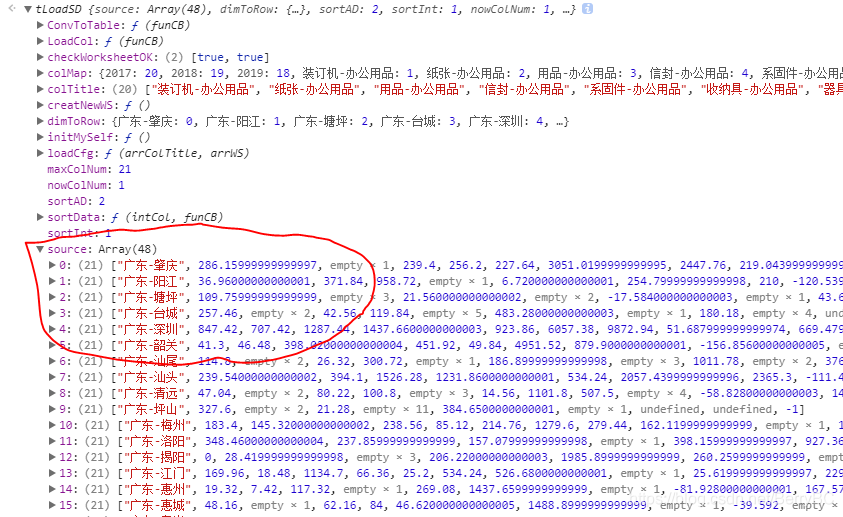 tLoadSD {source: Array(48), dimToRow: {…}, sortAD: 2, sortInt: 1, nowColNum: 1, …}
ConvToTable: ƒ (funCB)
LoadCol: ƒ (funCB)
checkWorksheetOK: (2) [true, true]
colMap: {2017: 20, 2018: 19, 2019: 18, 装订机-办公用品: 1, 纸张-办公用品: 2, 用品-办公用品: 3, 信封-办公用品: 4, 系固件-办公用
colTitle: (20) ["装订机-办公用品", "纸张-办公用品", "用品-办公用品", "信封-办公用品", "系固件-办公用品", "收纳具-办公用品", "器具
creatNewWS: ƒ ()
dimToRow: {广东-肇庆: 0, 广东-阳江: 1, 广东-塘坪: 2, 广东-台城: 3, 广东-深圳: 4, …}
initMySelf: ƒ ()
loadCfg: ƒ (arrColTitle, arrWS)
maxColNum: 21
nowColNum: 1
sortAD: 2
sortData: ƒ (intCol, funCB)
sortInt: 1
source: Array(48)
0: (21) ["广东-肇庆", 286.15999999999997, empty × 1, 239.4, 256.2, 227.64, 3051.0199999999995, 2447.76, 219.0439999999
1: (21) ["广东-阳江", 36.96000000000001, 371.84, 958.72, empty × 1, 6.720000000000001, 254.79999999999998, 210, -120.539
2: (21) ["广东-塘坪", 109.75999999999999, empty × 3, 21.560000000000002, empty × 2, -17.584000000000003, empty × 1, 43.6
3: (21) ["广东-台城", 257.46, empty × 2, 42.56, 119.84, empty × 5, 483.28000000000003, empty × 1, 180.18, empty × 4, und
4: (21) ["广东-深圳", 847.42, 707.42, 1287.44, 1437.6600000000003, 923.86, 6057.38, 9872.94, 51.687999999999974, 669.479
5: (21) ["广东-韶关", 41.3, 46.48, 398.02000000000004, 451.92, 49.84, 4951.52, 879.9000000000001, -156.85600000000005, e
6: (21) ["广东-汕尾", 114.8, empty × 2, 26.32, 300.72, empty × 1, 186.89999999999998, empty × 3, 1011.78, empty × 2, 376
7: (21) ["广东-汕头", 239.54000000000002, 394.1, 1526.28, 1231.8600000000001, 534.24, 2057.4399999999996, 2365.3, -111.4
8: (21) ["广东-清远", 47.04, empty × 2, 80.22, 100.8, empty × 3, 14.56, 1101.8, 507.5, empty × 4, -58.82800000000003, 14
9: (21) ["广东-坪山", 327.6, empty × 2, 21.28, empty × 11, 384.6500000000001, empty × 1, undefined, undefined, -1]
10: (21) ["广东-梅州", 183.4, 145.32000000000002, 238.56, 85.12, 214.76, 1279.6, 279.44, 162.11999999999998, empty ×
11: (21) ["广东-洛阳", 348.46000000000004, 237.85999999999999, 157.07999999999998, empty × 1, 398.15999999999997, 927.36
12: (21) ["广东-揭阳", 0, 28.419999999999998, empty × 3, 206.22000000000003, 1985.8999999999999, 260.2599999999999, empty
13: (21) ["广东-江门", 169.96, 18.48, 1134.7, 66.36, 25.2, 534.24, 526.6800000000001, empty × 1, 25.619999999999997, 229
14: (21) ["广东-惠州", 19.32, 7.42, 117.32, empty × 1, 269.08, 1437.6599999999999, empty × 1, -81.92800000000001, 167.57
15: (21) ["广东-惠城", 48.16, empty × 1, 62.16, 84, 46.620000000000005, 1488.8999999999999, empty × 1, -39.592, empty ×